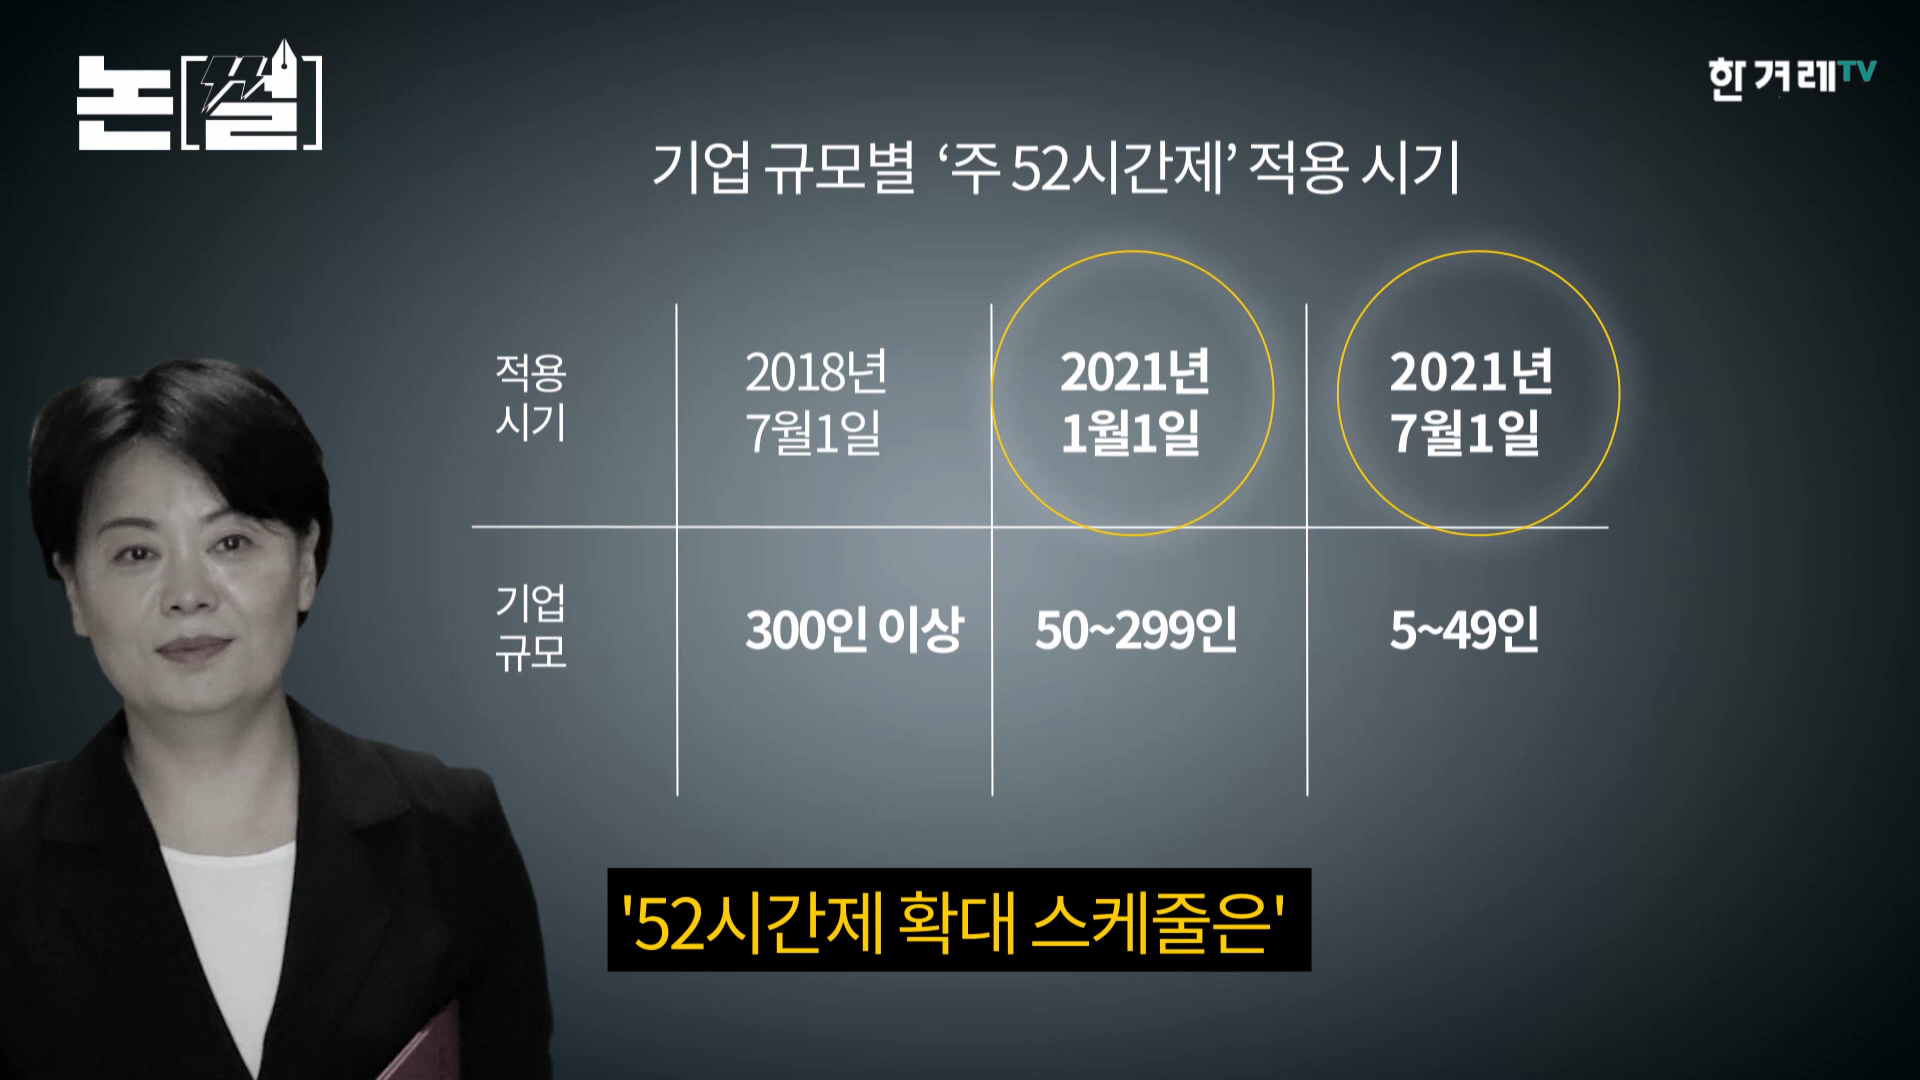 논[썰]
한겨레TV
기업 규모별 ‘주 52시간제’ 적용 시기
적용
시기
2018년
7월1일
2021년
1월1일
2021년
7월1일
기업
규모
300인 이상
50~299인
5~49인
'52시간제 확대 스케줄은'